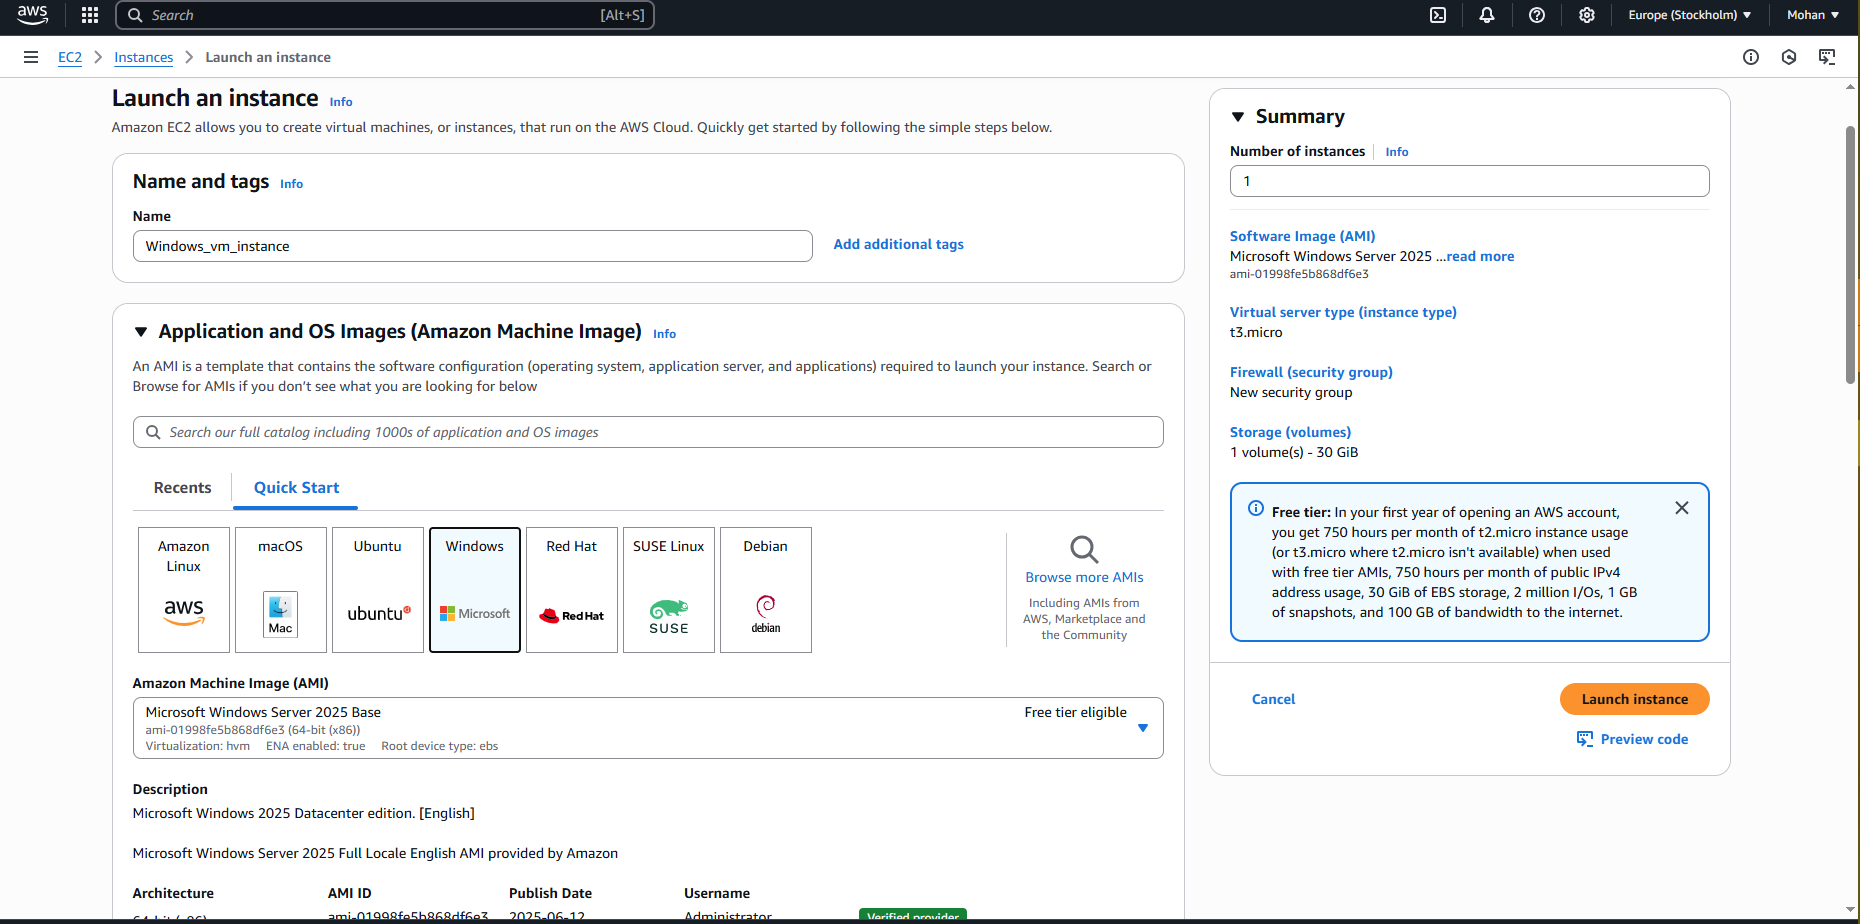 aws
Search
[Alt+S]
Europe (Stockholm)
Mohan
EC2
Instances
Launch an instance
Launch an instance Info
Amazon EC2 allows you to create virtual machines, or instances, that run on the AWS Cloud. Quickly get started by following the simple steps below.
Name and tags Info
Name
Windows_vm_instance
Add additional tags
Application and OS Images (Amazon Machine Image) Info
An AMI is a template that contains the software configuration (operating system, application server, and applications) required to launch your instance. Search or
Browse for AMIs if you don't see what you are looking for below
Search our full catalog including 1000s of application and OS images
Recents
Quick Start
Amazon
Linux
aws
macOS
Mac
Ubuntu
ubuntu
Windows
Microsoft
Red Hat
Red Hat
SUSE Linux
SUSE
Debian
debian
Browse more AMIs
Including AMIs from
AWS, Marketplace and
the Community
Amazon Machine Image (AMI)
Microsoft Windows Server 2025 Base
Free tier eligible
ami-01998fe5b868df6e3 (64-bit (x86))
Virtualization: hvm ENA enabled: true Root device type: ebs
Description
Microsoft Windows 2025 Datacenter edition. [English]
Microsoft Windows Server 2025 Full Locale English AMI provided by Amazon
Architecture
AMI ID
Publish Date
Username
64-bit (x86)
ami-01998fe5b868df6e3
2025-06-12
Administrator
Verified provider
Summary
Number of instances Info
1
Software Image (AMI)
Microsoft Windows Server 2025 ...read more
ami-01998fe5b868df6e3
Virtual server type (instance type)
t3.micro
Firewall (security group)
New security group
Storage (volumes)
1 volume(s) - 30 GiB
Free tier: In your first year of opening an AWS account,
you get 750 hours per month of t2.micro instance usage
(or t3.micro where t2.micro isn't available) when used
with free tier AMIs, 750 hours per month of public IPv4
address usage, 30 GiB of EBS storage, 2 million I/Os, 1 GB
of snapshots, and 100 GB of bandwidth to the internet.
Cancel
Launch instance
Preview code